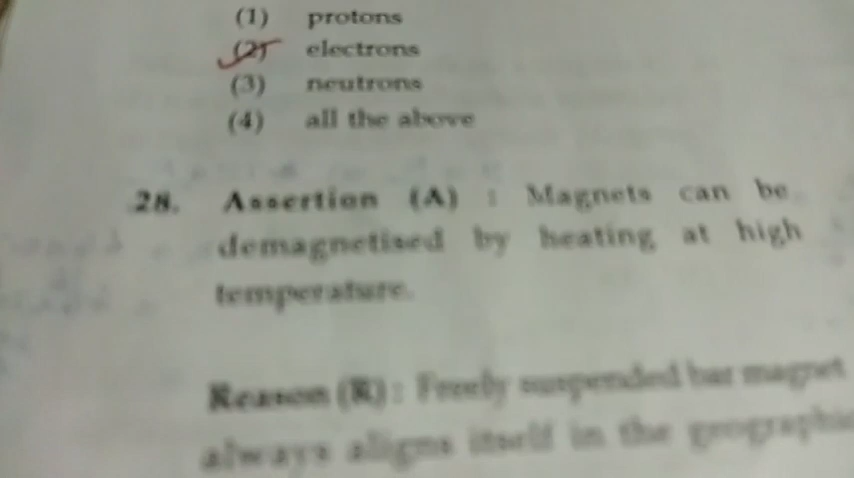 (1) protons
(2) electrons
(3) neutrons
(4) all the above
28. Assertion (A) : Magnets can be
demagnetised by heating at high
temperature.
Reason (R) : Freely suspended bar magnet
always aligns itself in the geographic